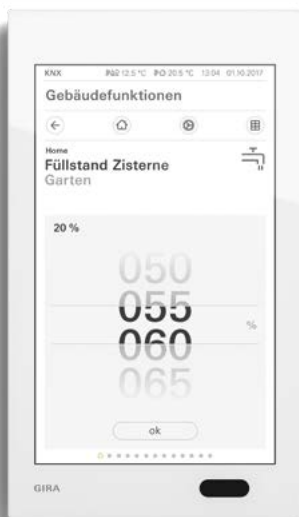 KNX 12.5 °C 20.5 °C 13:04 01.10.2017
Gebäudefunktionen
Home
Füllstand Zisterne
Garten
20 %
050
055
060
065
%
ok
GIRA